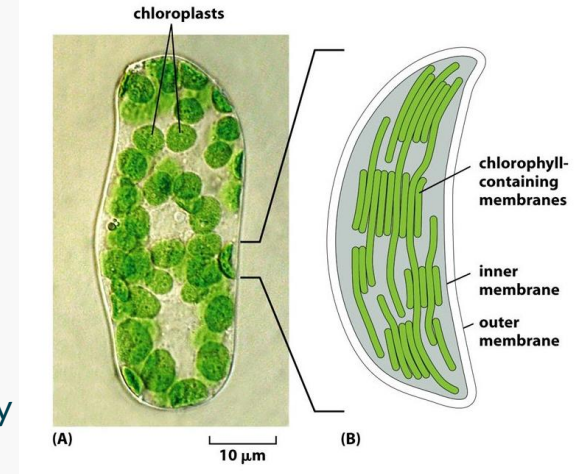 chloroplasts
chlorophyll-
containing
membranes
inner
membrane
outer
membrane
y
(A)
10 μm
(B)